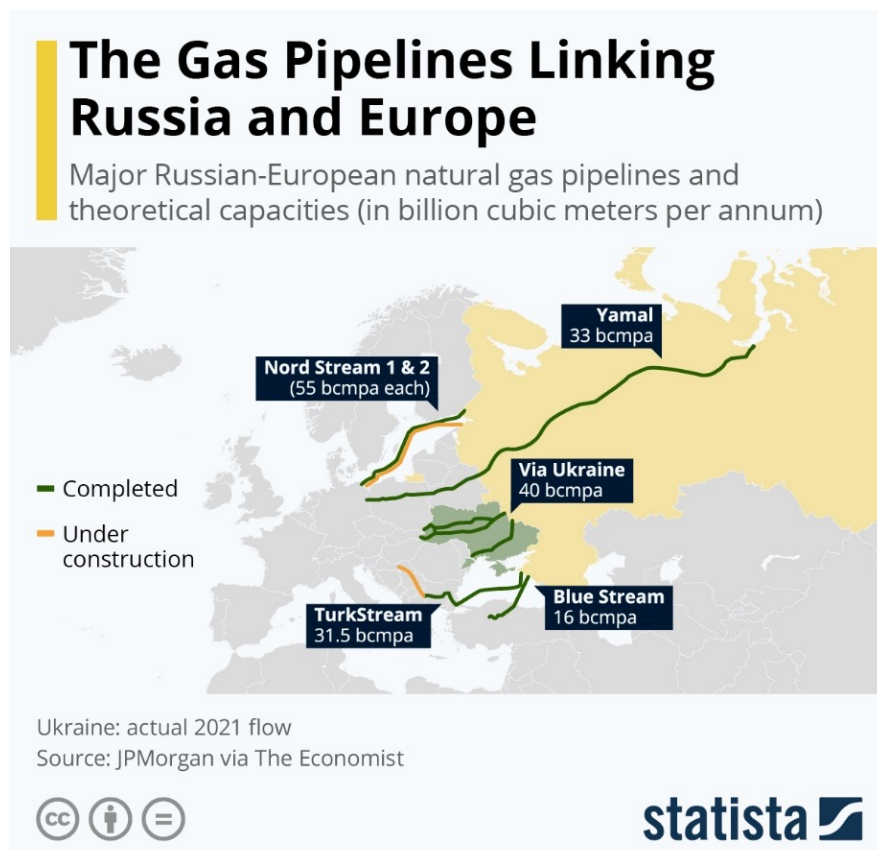 The Gas Pipelines Linking
Russia and Europe
Major Russian-European natural gas pipelines and
theoretical capacities (in billion cubic meters per annum)
Yamal
33 bcmpa
Nord Stream 1 & 2
(55 bcmpa each)
Via Ukraine
40 bcmpa
Completed
Under
construction
Blue Stream
16 bcmpa
TurkStream
31.5 bcmpa
Ukraine: actual 2021 flow
Source: JPMorgan via The Economist
cc
statista